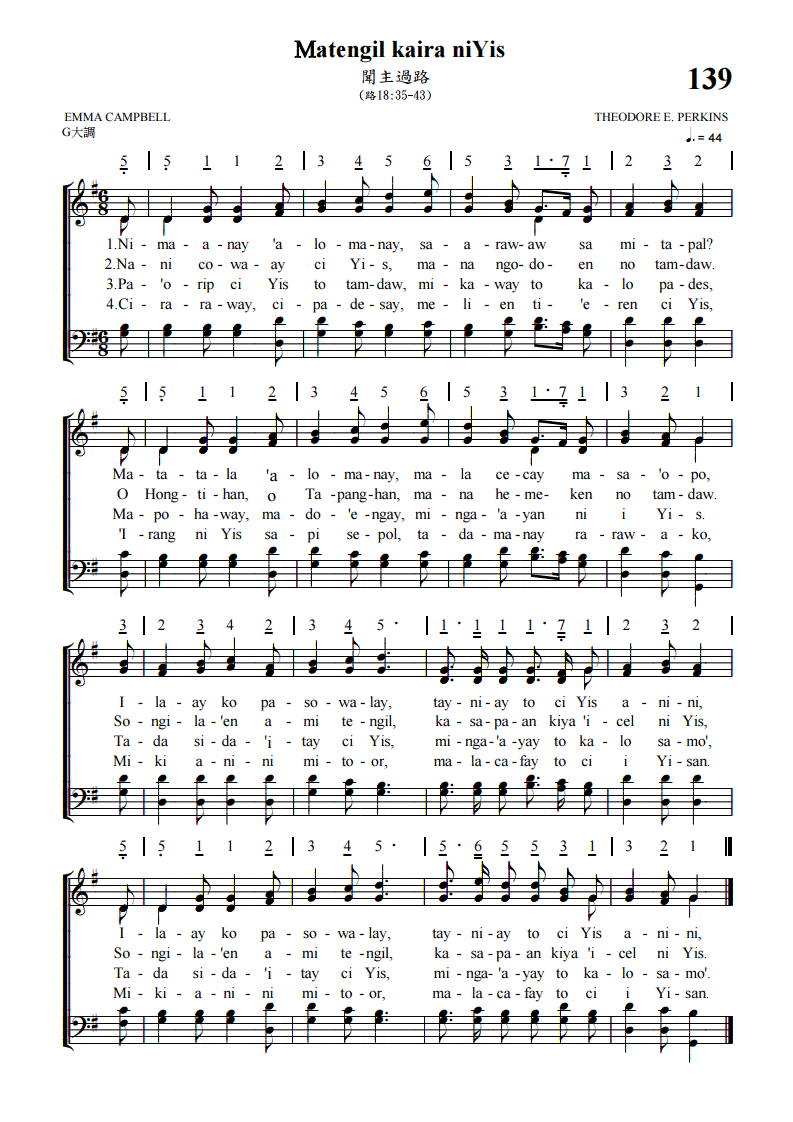 Matengil kaira niYis
聞主過路
(路18:35-43)
139
EMMA CAMPBELL
THEODORE E. PERKINS
G大調
♩. = 44
5 | 5 1 1 2 | 3 4 5 6 | 5 3 1·7 1 | 2 3 2 |
1.Ni - ma - a-nay 'a - lo - ma-nay, sa - a - raw-aw sa mi - ta - pal?
2.Na - ni co-wa-ay ci Yi - s, ma - na ngo-do- en no tam-daw.
3.Pa - 'o-rip ci Yis to tam-daw, mi - ka-way to ka - lo pa-des,
4.Ci - ra-ra-way, ci - pa - de-say, me - li - en ti - 'e - ren ci Yis,
5 | 5 1 1 2 | 3 4 5 6 | 5 3 1·7 1 | 3 2 1 |
Ma - ta - ta - la 'a - lo - ma-nay, ma - la ce-cay ma - sa - 'o-po,
O Hong-ti-han, o Ta-pang-han, ma - na he-me- ken no tam-daw.
Ma - po-ha-way, ma - do-'e-ngay, mi - nga-'a-yan ni i Yi-s.
'I-rang ni Yis sa - pi se-pol, ta - da-ma-nay ra-raw-a - ko,
3 | 2 3 4 2 | 3 4 5· | 1·1 1 1·7 1 | 2 3 2 |
I - la-ay ko pa - so-wa-lay, tay-ni-ay to ci Yis a-ni-ni,
So-ngi-la-'en a - mi te-ngil, ka-sa-pa-an kiya 'i-cel ni Yis,
Ta - da si-da-'i - tay ci Yis, mi-nga-'a-yay to ka-lo sa-mo',
Mi - ki a-ni-ni mi - to-or, ma-la-ca-fay to ci i Yi-san.
5 | 5 1 1 2 | 3 4 5· | 5·6 5 5 3 1 | 3 2 1 ‖
I - la-ay ko pa - so-wa-lay, tay-ni-ay to ci Yis a-ni-ni,
So-ngi-la-'en a - mi te-ngil, ka-sa-pa-an kiya 'i-cel ni Yis.
Ta - da si-da-'i - tay ci Yis, mi-nga-'a-yay to ka-lo-sa-mo'.
Mi - ki a-ni-ni mi-to-or, ma-la-ca-fay to ci i Yi-san.